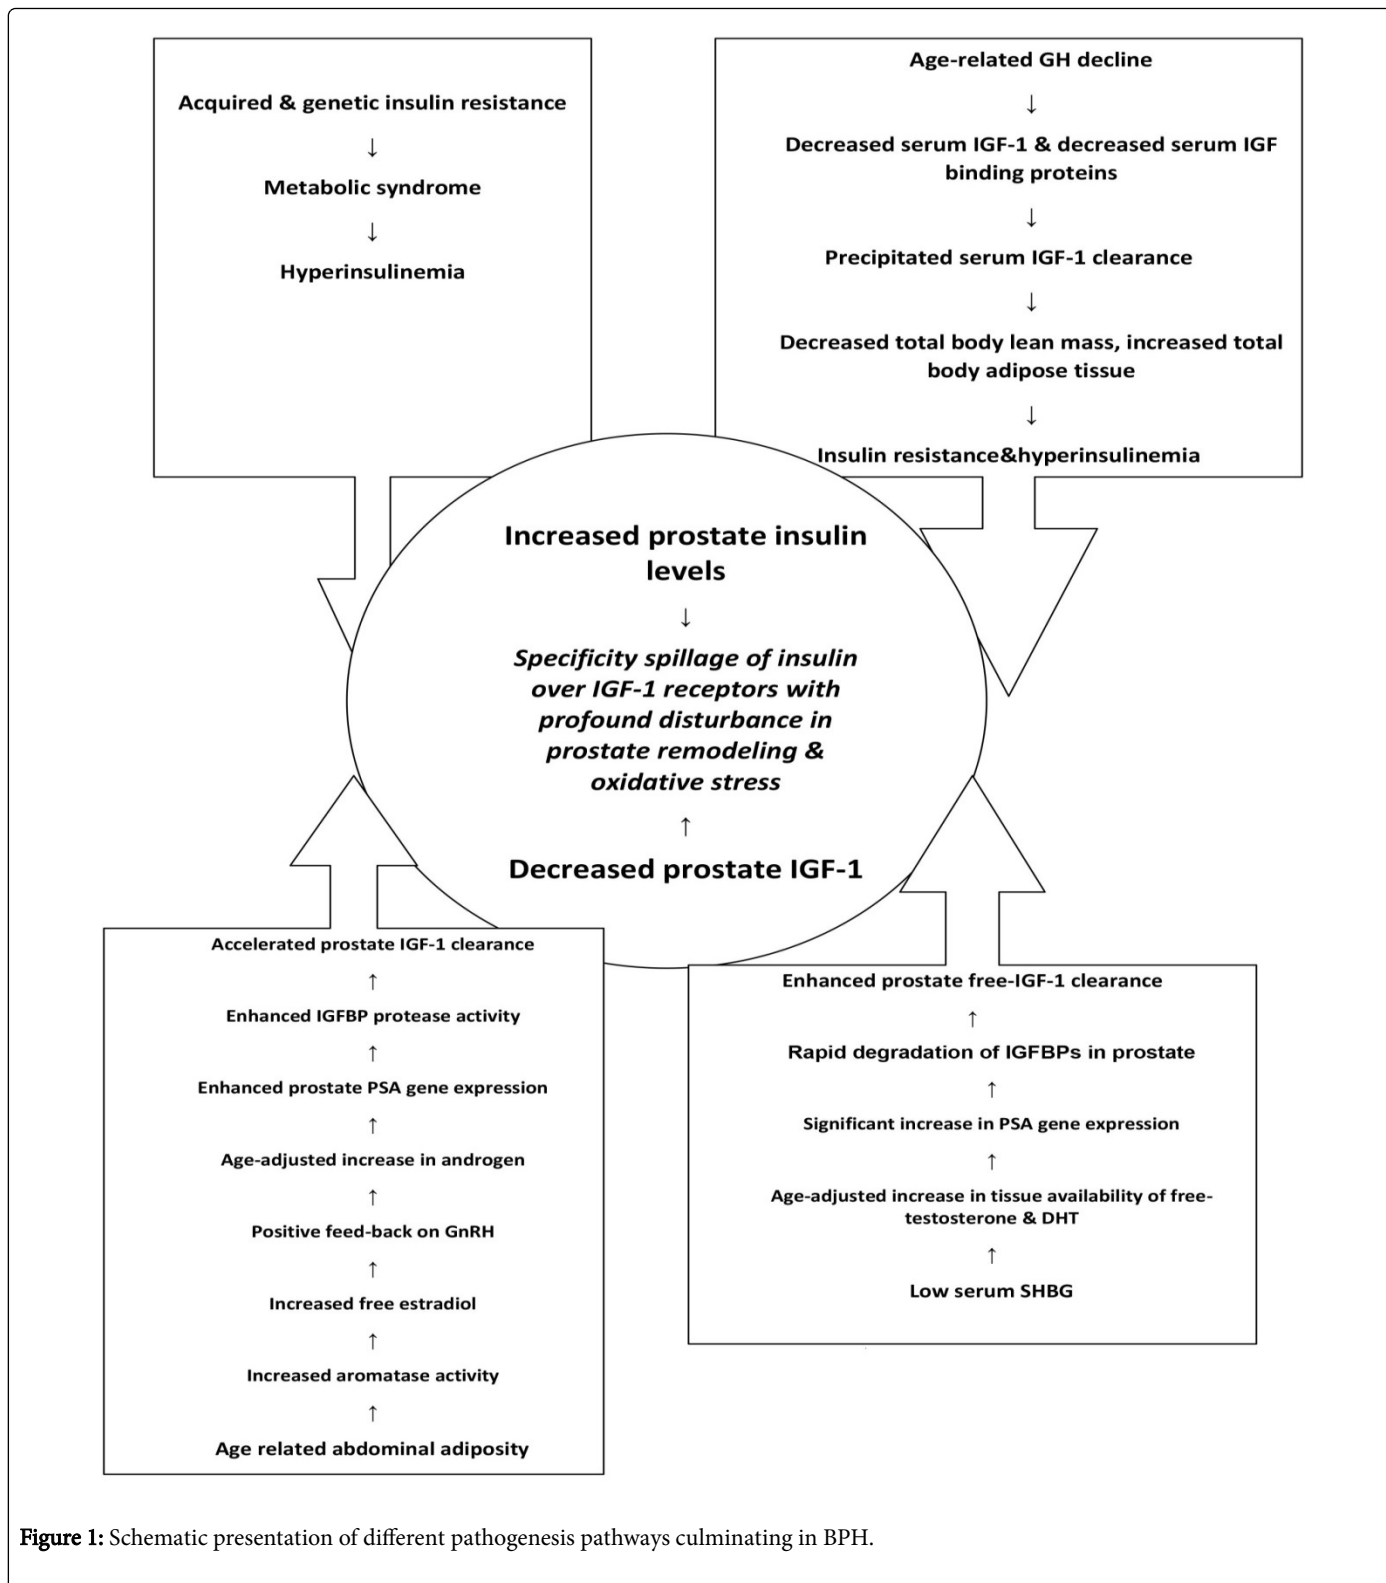 Acquired & genetic insulin resistance
↓
Metabolic syndrome
↓
Hyperinsulinemia
Age-related GH decline
↓
Decreased serum IGF-1 & decreased serum IGF
binding proteins
↓
Precipitated serum IGF-1 clearance
↓
Decreased total body lean mass, increased total
body adipose tissue
↓
Insulin resistance&hyperinsulinemia
Increased prostate insulin
levels
↓
Specificity spillage of insulin
over IGF-1 receptors with
profound disturbance in
prostate remodeling &
oxidative stress
↑
Decreased prostate IGF-1
Accelerated prostate IGF-1 clearance
↑
Enhanced IGFBP protease activity
↑
Enhanced prostate PSA gene expression
↑
Age-adjusted increase in androgen
↑
Positive feed-back on GnRH
↑
Increased free estradiol
↑
Increased aromatase activity
↑
Age related abdominal adiposity
Enhanced prostate free-IGF-1 clearance
↑
Rapid degradation of IGFBPs in prostate
↑
Significant increase in PSA gene expression
↑
Age-adjusted increase in tissue availability of free-
testosterone & DHT
↑
Low serum SHBG
Figure 1: Schematic presentation of different pathogenesis pathways culminating in BPH.